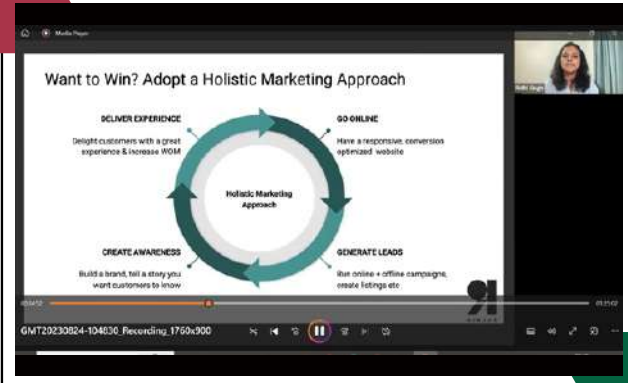 Media Player
Want to Win? Adopt a Holistic Marketing Approach
DELIVER EXPERIENCE
Delight customers with a great
experience & increase WOM
GO ONLINE
Have a responsive, conversion
optimized website
Holistic Marketing
Approach
CREATE AWARENESS
Build a brand, tell a story you
want customers to know
GENERATE LEADS
Run online + offline campaigns,
create listings etc
GMT20230824-104830_Recording_1760x900